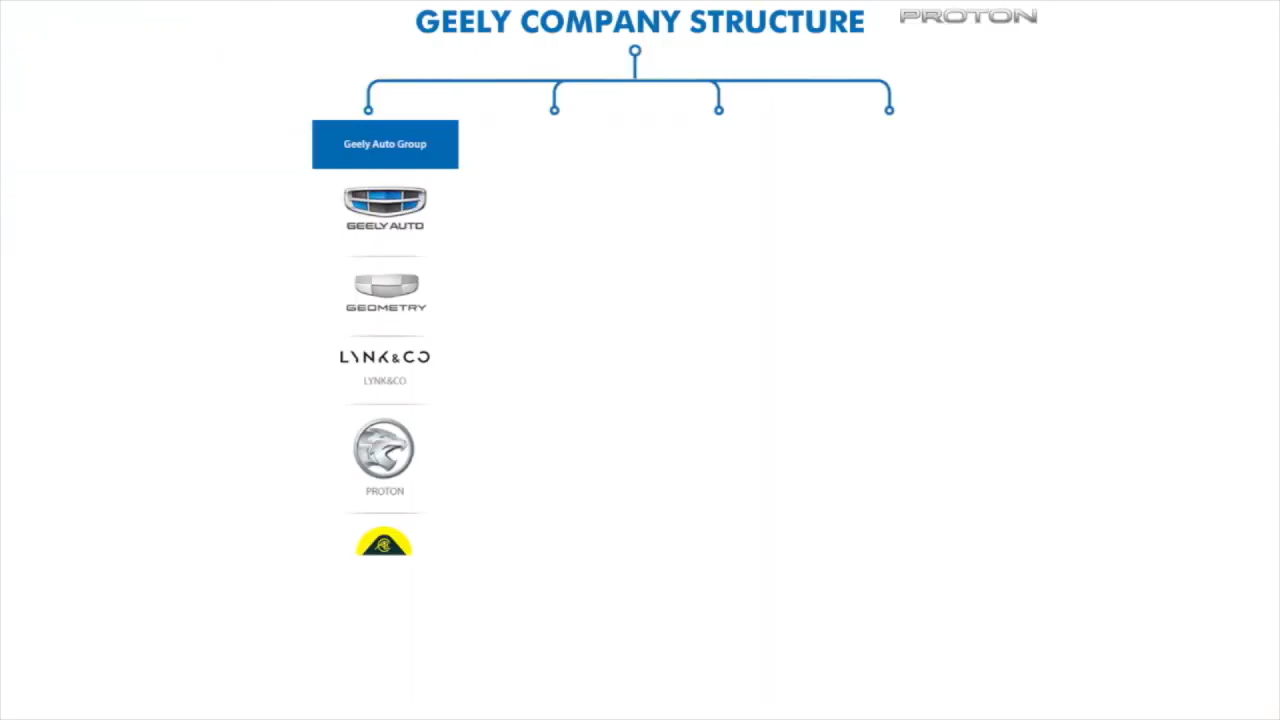 GEELY COMPANY STRUCTURE
PROTON
Geely Auto Group
GEELY AUTO
GEOMETRY
LYNK&CO
LYNK&CO
PROTON